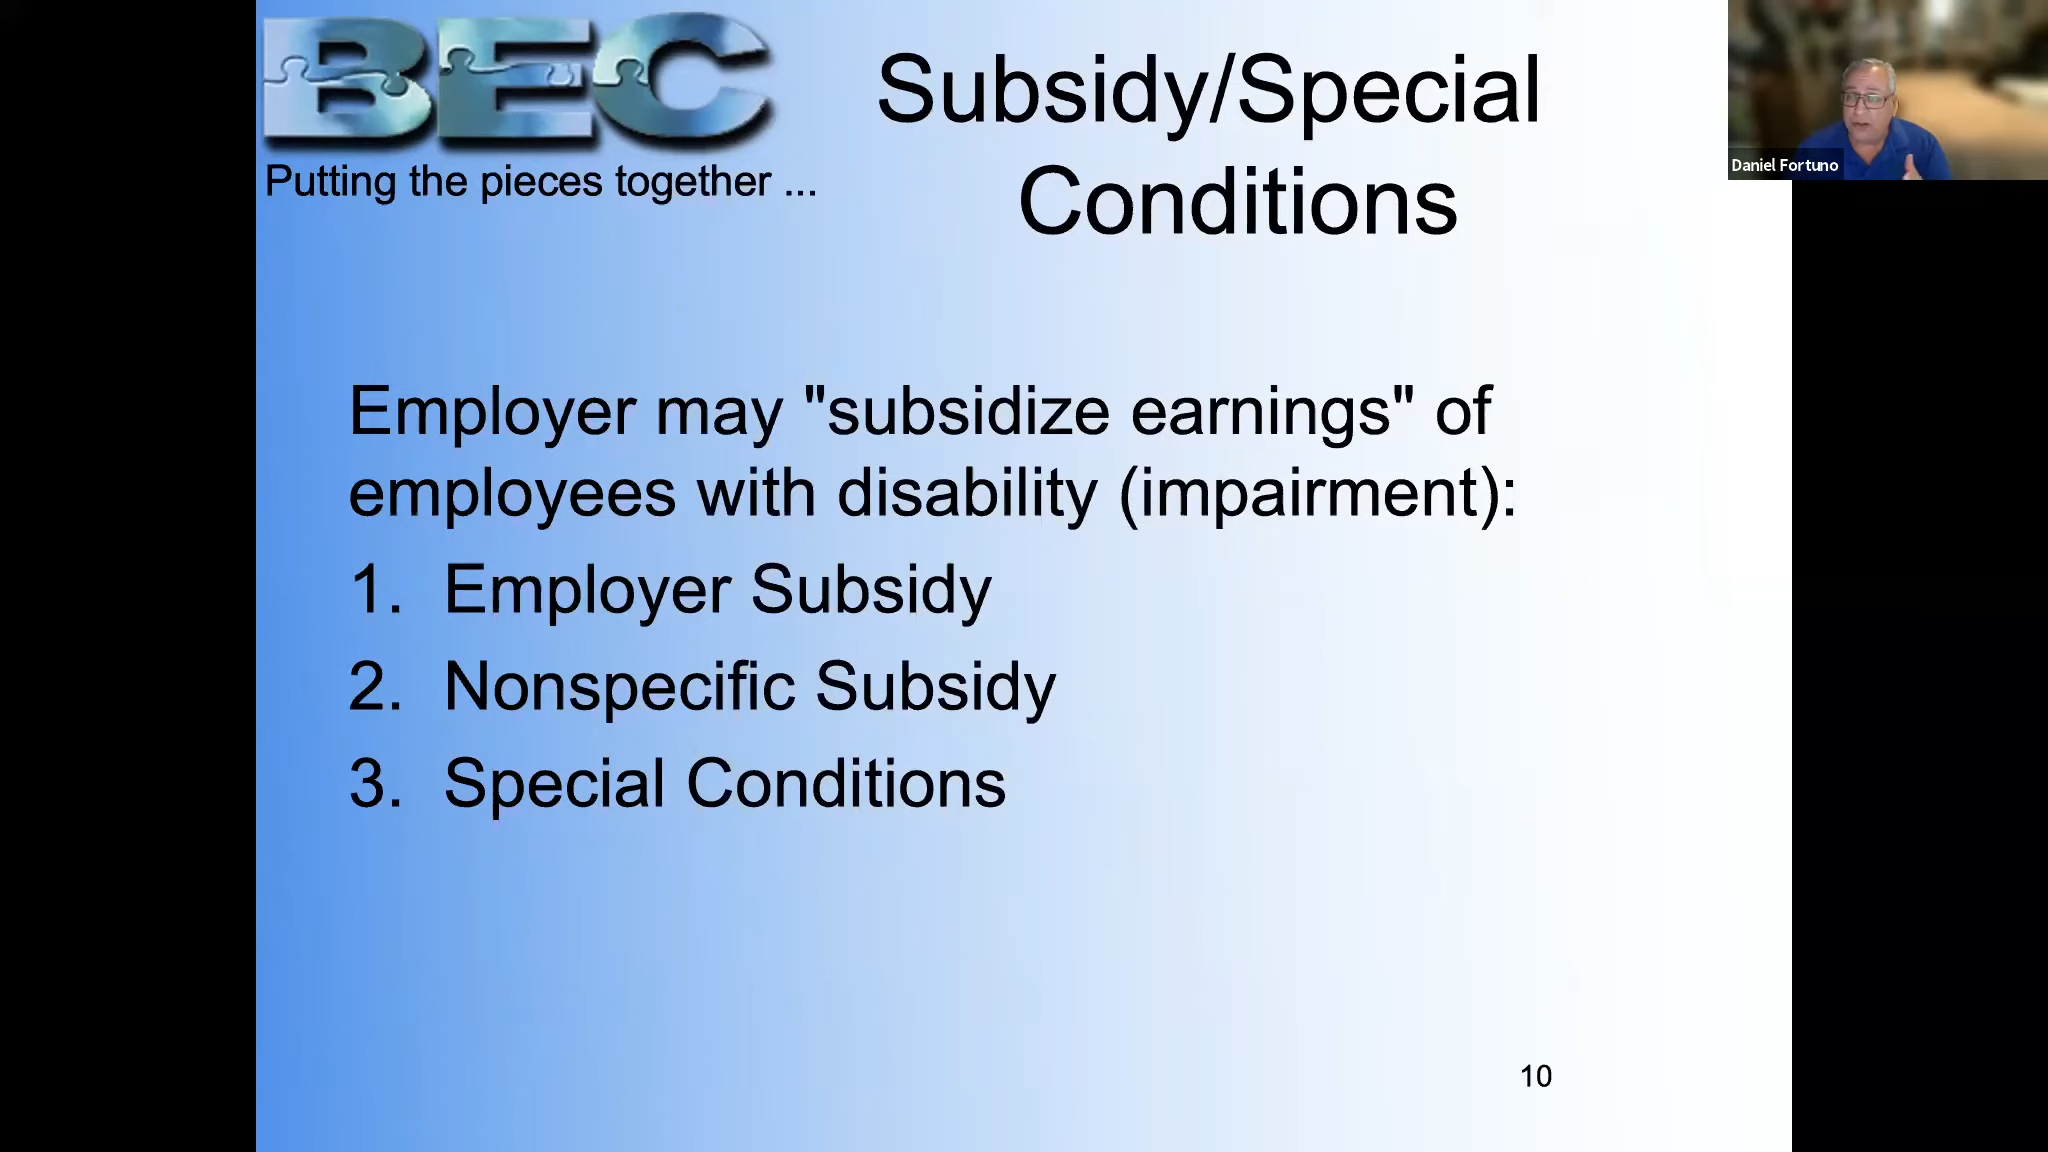 BEC
Putting the pieces together ...
Subsidy/Special
Conditions
Daniel Fortuno
Employer may "subsidize earnings" of
employees with disability (impairment):
1. Employer Subsidy
2. Nonspecific Subsidy
3. Special Conditions
10